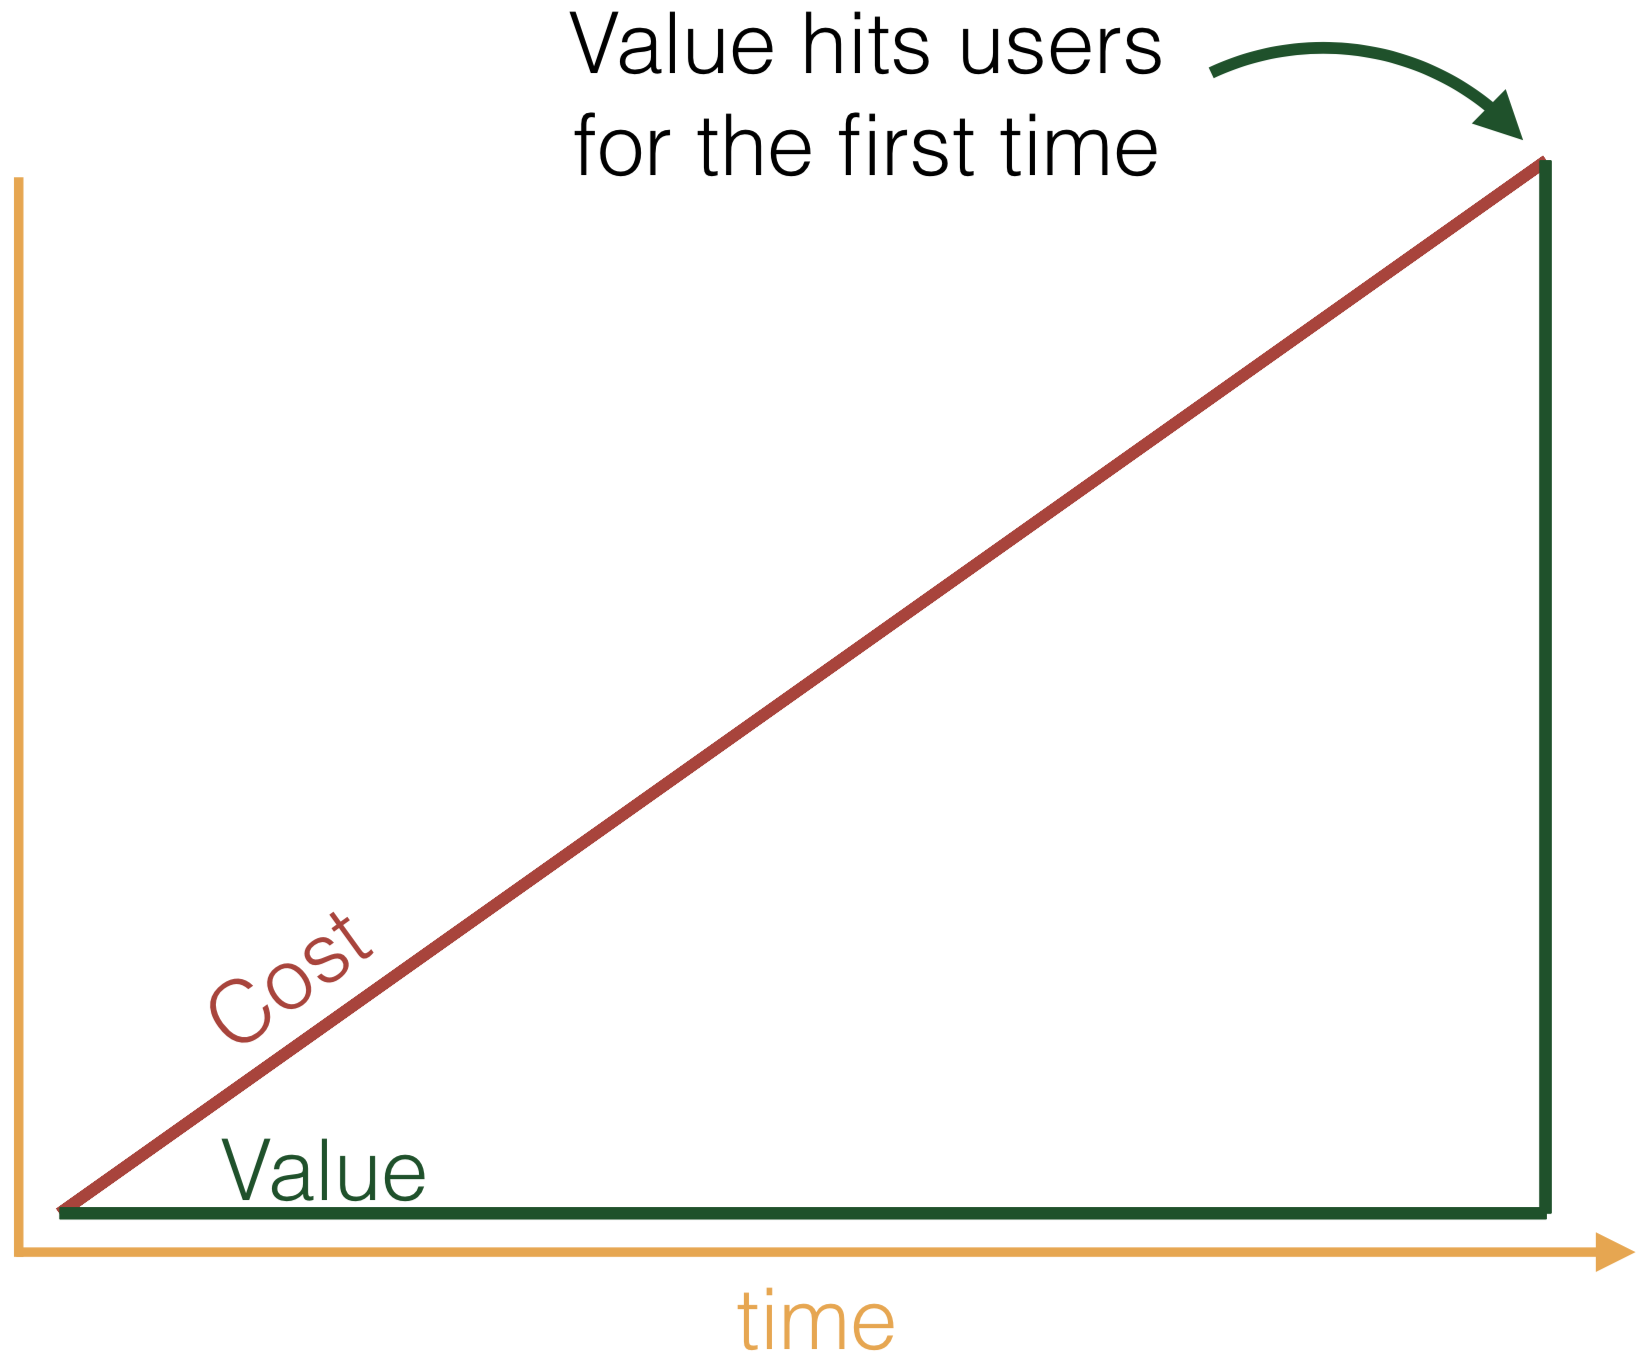 Value hits users
for the first time
Cost
Value
time